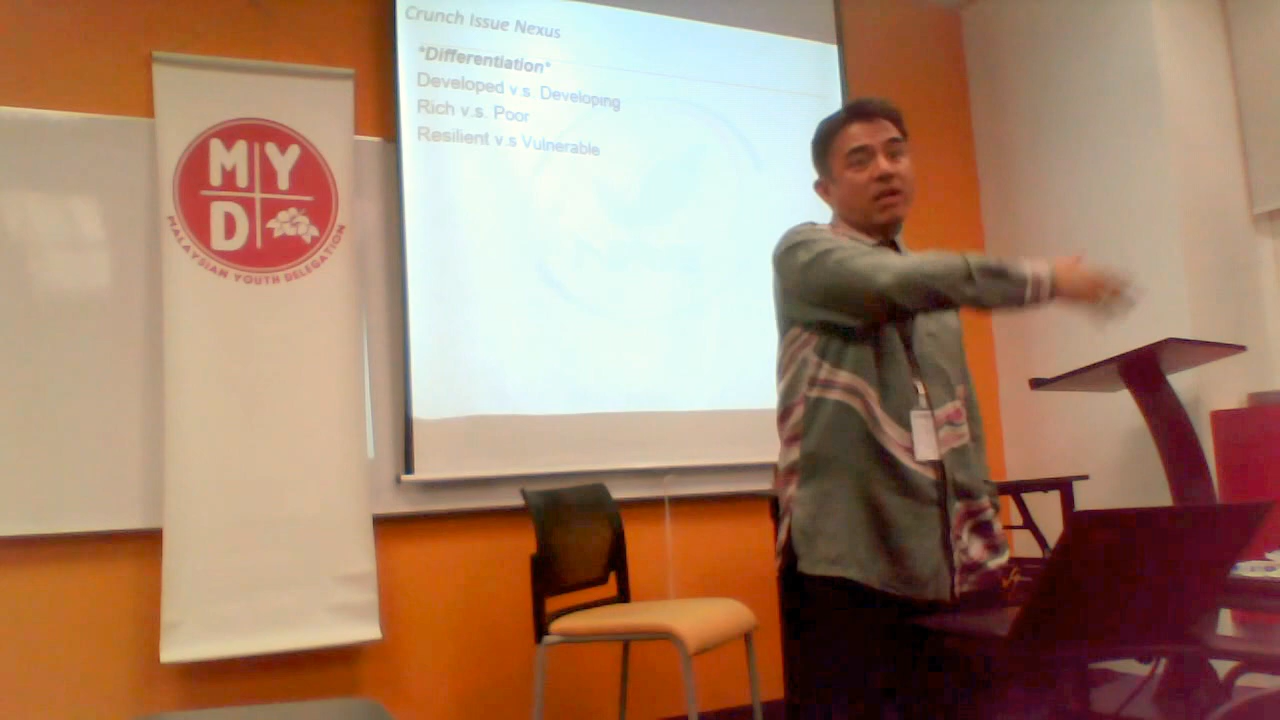 MY
D
MALAYSIAN YOUTH DELEGATION
Crunch Issue Nexus
*Differentiation*
Developed v.s. Developing
Rich v.s. Poor
Resilient v.s Vulnerable